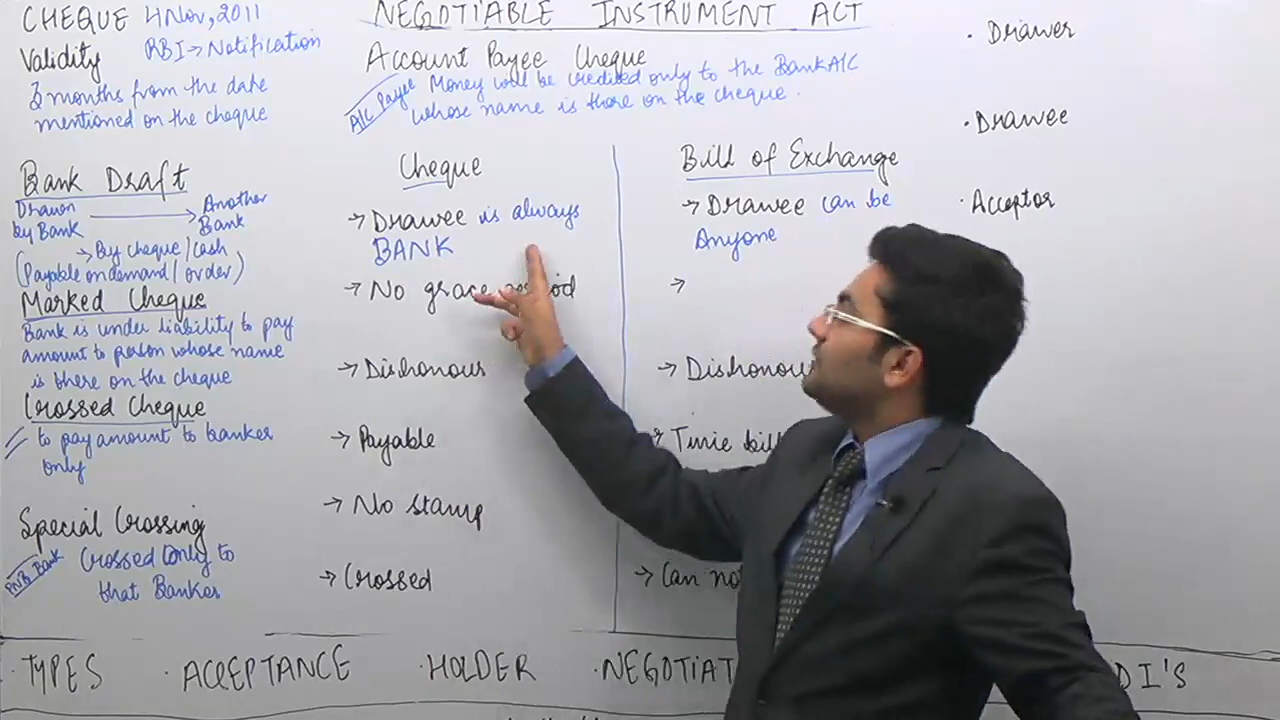 CHEQUE 4 Nov, 2011
Validity RBI → Notification
3 months from the date
mentioned on the cheque
Bank Draft
Drawn → Another
by Bank Bank
→ By cheque/cash
(Payable on demand/order)
Marked Cheque
Bank is under liability to pay
amount to person whose name
is there on the cheque
Crossed Cheque
to pay amount to banker
only
Special Crossing
PNB Bank Crossed only to
that Banker
NEGOTIABLE INSTRUMENT ACT
Account Payee Cheque
A/C Payee Money will be credited only to the Bank A/C
whose name is there on the cheque.
Cheque
→ Drawee is always
BANK
→ No grace period
→ Dishonour
→ Payable
→ No stamp
→ Crossed
Bill of Exchange
→ Drawee can be
Anyone
→
→ Dishonou
→ Time bill
→ Can no
· Drawer
· Drawee
· Acceptor
· TYPES · ACCEPTANCE · HOLDER · NEGOTIAT DI'S